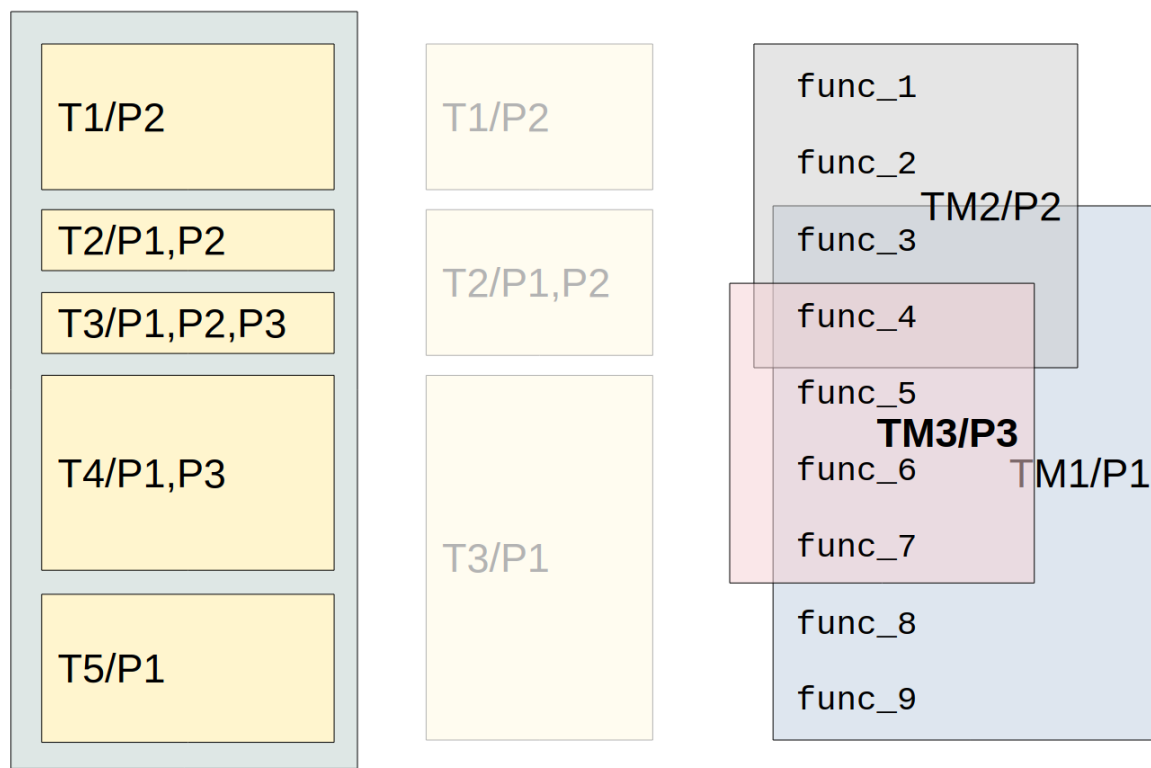 T1/P2
T2/P1,P2
T3/P1,P2,P3
T4/P1,P3
T5/P1
T1/P2
T2/P1,P2
T3/P1
func_1
func_2
TM2/P2
func_3
func_4
func_5
TM3/P3
func_6
TM1/P1
func_7
func_8
func_9